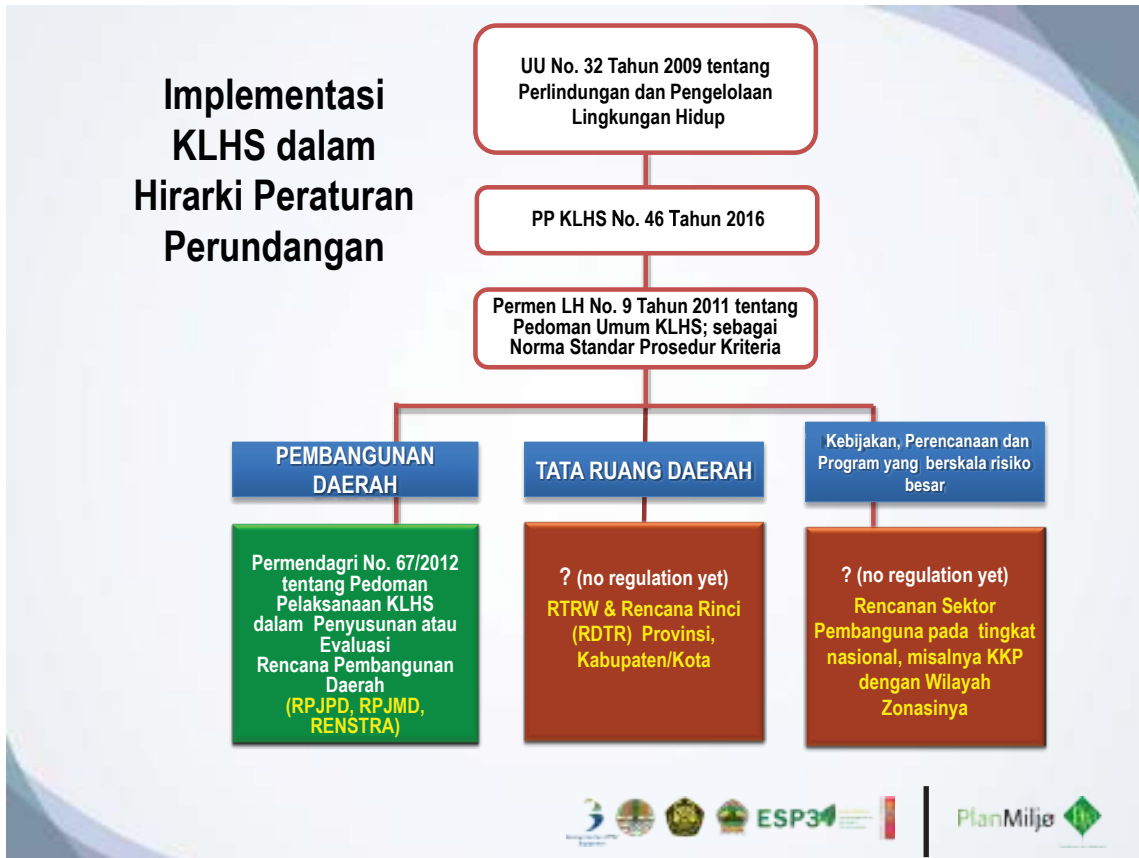 Implementasi
KLHS dalam
Hirarki Peraturan
Perundangan
UU No. 32 Tahun 2009 tentang
Perlindungan dan Pengelolaan
Lingkungan Hidup
PP KLHS No. 46 Tahun 2016
Permen LH No. 9 Tahun 2011 tentang
Pedoman Umum KLHS; sebagai
Norma Standar Prosedur Kriteria
PEMBANGUNAN
DAERAH
TATA RUANG DAERAH
Kebijakan, Perencanaan dan
Program yang berskala risiko
besar
Permendagri No. 67/2012
tentang Pedoman
Pelaksanaan KLHS
dalam Penyusunan atau
Evaluasi
Rencana Pembangunan
Daerah
(RPJPD, RPJMD,
RENSTRA)
? (no regulation yet)
RTRW & Rencana Rinci
(RDTR) Provinsi,
Kabupaten/Kota
? (no regulation yet)
Rencanan Sektor
Pembanguna pada tingkat
nasional, misalnya KKP
dengan Wilayah
Zonasinya
ESP3
PlanMiljø